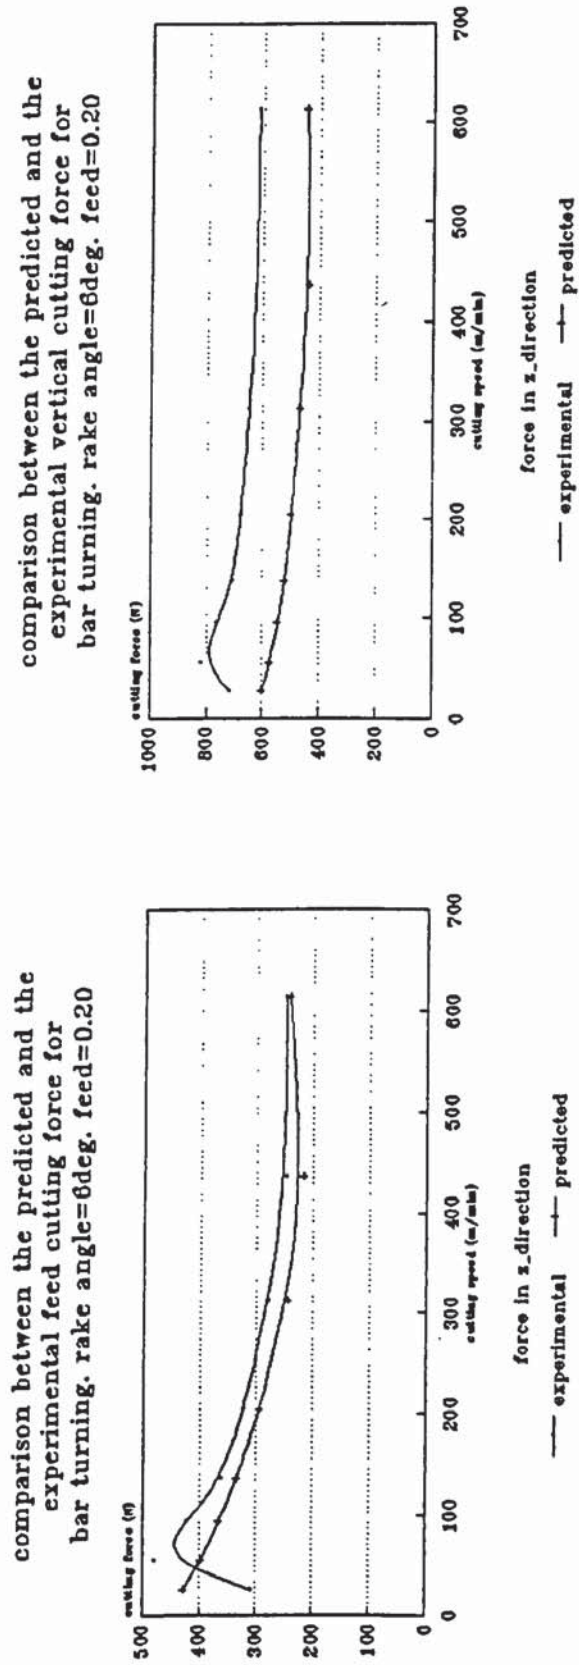 comparison between the predicted and the
experimental feed cutting force for
bar turning. rake angle=6deg. feed=0.20
cutting force (N)
500
400
300
200
100
0
0 100 200 300 400 500 600 700
cutting speed (m/min)
force in x_direction
experimental predicted
comparison between the predicted and the
experimental vertical cutting force for
bar turning. rake angle=6deg. feed=0.20
cutting force (N)
1000
800
600
400
200
0
0 100 200 300 400 500 600 700
cutting speed (m/min)
force in z_direction
experimental predicted